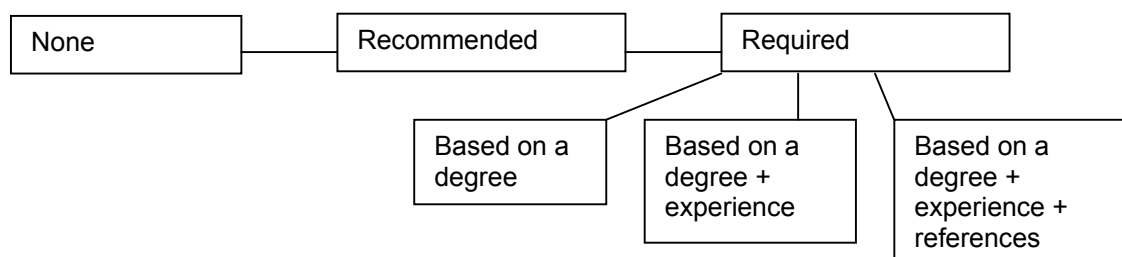 None
Recommended
Required
Based on a
degree
Based on a
degree +
experience
Based on a
degree +
experience +
references